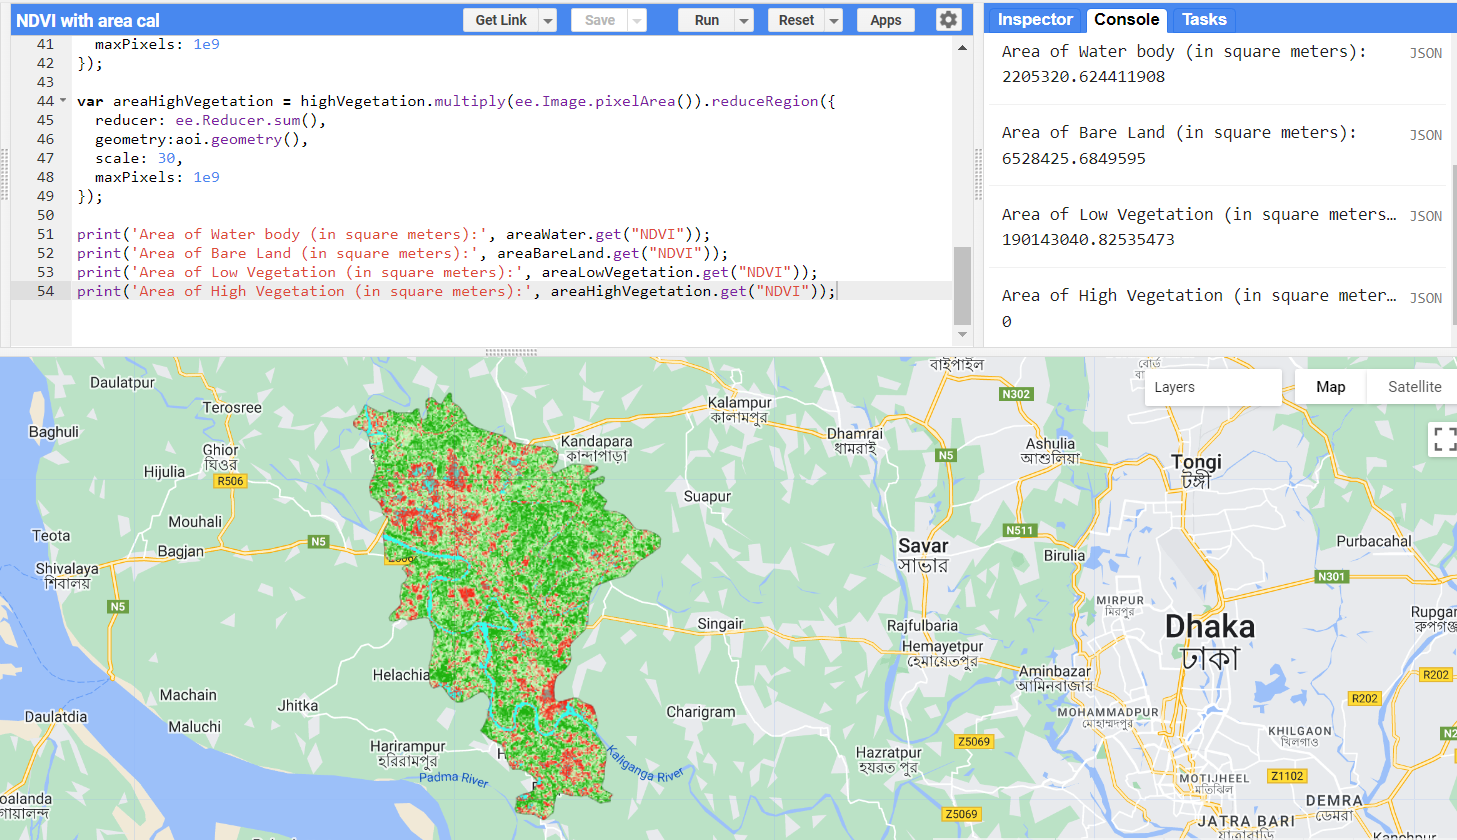 NDVI with area cal
Get Link
Save
Run
Reset
Apps
Inspector
Console
Tasks
41   maxPixels: 1e9
42 });
43
44 var areaHighVegetation = highVegetation.multiply(ee.Image.pixelArea()).reduceRegion({
45   reducer: ee.Reducer.sum(),
46   geometry:aoi.geometry(),
47   scale: 30,
48   maxPixels: 1e9
49 });
50
51 print('Area of Water body (in square meters):', areaWater.get("NDVI"));
52 print('Area of Bare Land (in square meters):', areaBareLand.get("NDVI"));
53 print('Area of Low Vegetation (in square meters):', areaLowVegetation.get("NDVI"));
54 print('Area of High Vegetation (in square meters):', areaHighVegetation.get("NDVI"));
Area of Water body (in square meters):
JSON
2205320.624411908
Area of Bare Land (in square meters):
JSON
6528425.6849595
Area of Low Vegetation (in square meters…
JSON
190143040.82535473
Area of High Vegetation (in square meter…
JSON
0
Layers
Map
Satellite
বাইপাইল
বোর্ড
Daulatpur
Terosree
Kalampur
কালামপুর
N302
Baghuli
Ghior
ঘিওর
Kandapara
কান্দাপাড়া
Dhamrai
ধামরাই
N5
Ashulia
আশুলিয়া
Hijulia
R506
Tongi
টঙ্গী
Suapur
Mouhali
N511
Teota
Bagjan
N5
Savar
সাভার
Birulia
Purbacahal
Shivalaya
শিবালয়
N301
N5
MIRPUR
মিরপুর
Singair
Rajfulbaria
Dhaka
ঢাকা
Rupgan
রূপগঞ্জ
Hemayetpur
হেমায়েতপুর
Helachia
Aminbazar
আমিনবাজার
R202
Machain
Jhitka
R202
Daulatdia
Maluchi
Charigram
MOHAMMADPUR
মোহাম্মদপুর
KHILGAON
খিলগাও
N2
Harirampur
হরিরামপুর
Z5069
Hazratpur
হযরত পুর
Kaliganga River
Padma River
MOTIJHEEL
মতিঝিল
Z1102
oalanda
গোয়ালন্দ
DEMRA
ডেমরা
Z5069
JATRA BARI
যাত্রাবাড়ি
Kanchpur